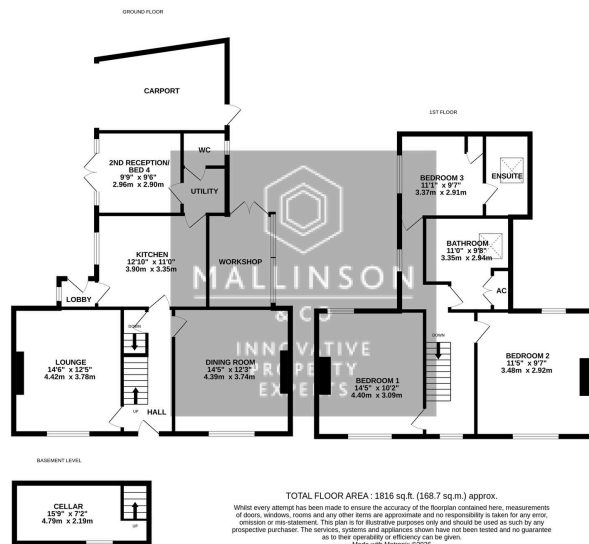 GROUND FLOOR
CARPORT
2ND RECEPTION/
BED 4
9'9" x 9'6"
2.96m x 2.90m
WC
UTILITY
KITCHEN
12'10" x 11'0"
3.90m x 3.35m
WORKSHOP
LOBBY
LOUNGE
14'6" x 12'5"
4.42m x 3.78m
DOWN
UP
HALL
DINING ROOM
14'5" x 12'3"
4.39m x 3.74m
1ST FLOOR
BEDROOM 3
11'1" x 9'7"
3.37m x 2.91m
ENSUITE
BATHROOM
11'0" x 9'8"
3.35m x 2.94m
AC
DOWN
BEDROOM 1
14'5" x 10'2"
4.40m x 3.09m
BEDROOM 2
11'5" x 9'7"
3.48m x 2.92m
MALLINSON
& CO
INNOVATIVE
PROPERTY
EXPERTS
BASEMENT LEVEL
CELLAR
15'9" x 7'2"
4.79m x 2.19m
UP
TOTAL FLOOR AREA : 1816 sq.ft. (168.7 sq.m.) approx.
Whilst every attempt has been made to ensure the accuracy of the floorplan contained here, measurements
of doors, windows, rooms and any other items are approximate and no responsibility is taken for any error,
omission or mis-statement. This plan is for illustrative purposes only and should be used as such by any
prospective purchaser. The services, systems and appliances shown have not been tested and no guarantee
as to their operability or efficiency can be given.
Made with Metropix ©2025